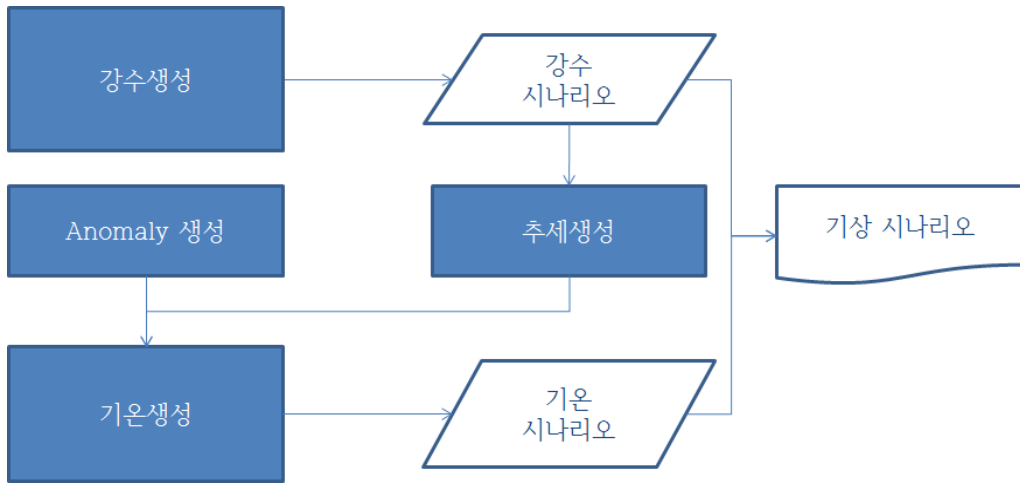 강수생성
강수
시나리오
Anomaly 생성
추세생성
기상 시나리오
기온생성
기온
시나리오